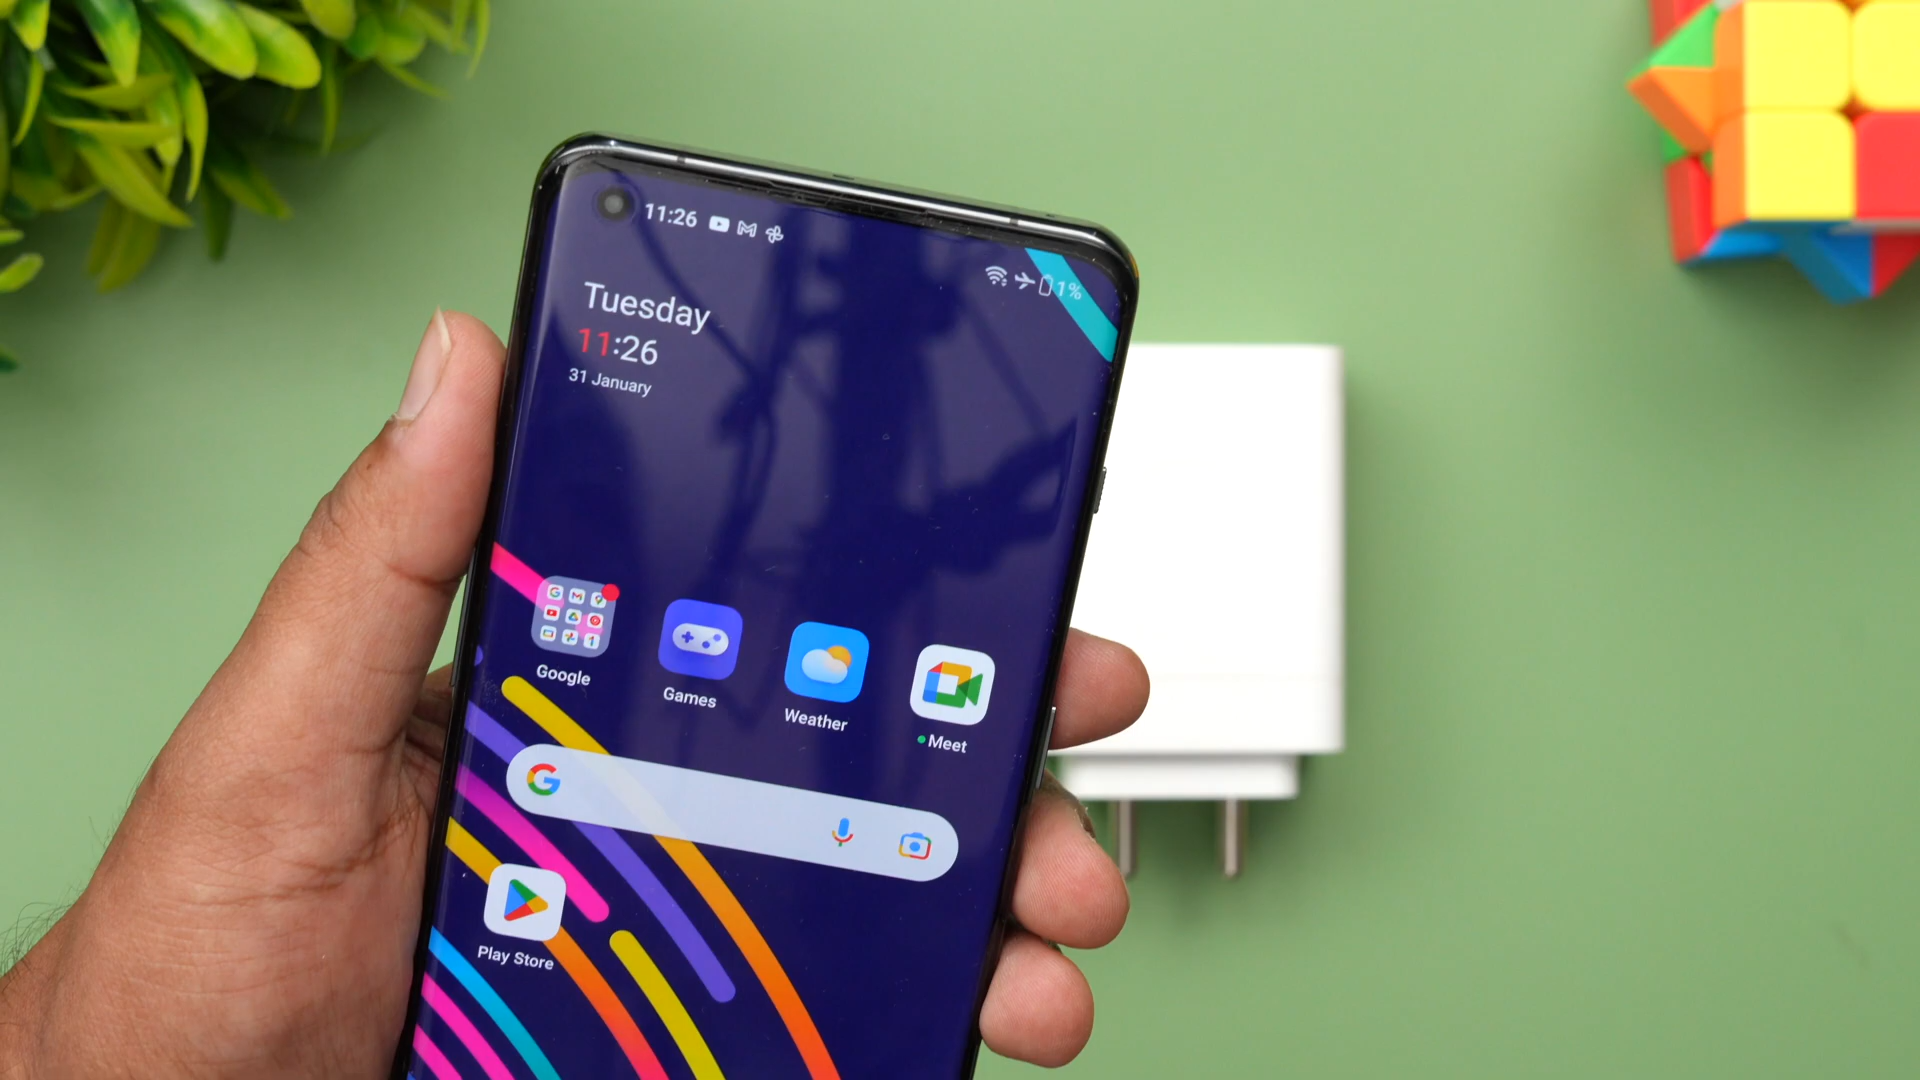 11:26
1%
Tuesday
11:26
31 January
Google
Games
Weather
Meet
Play Store